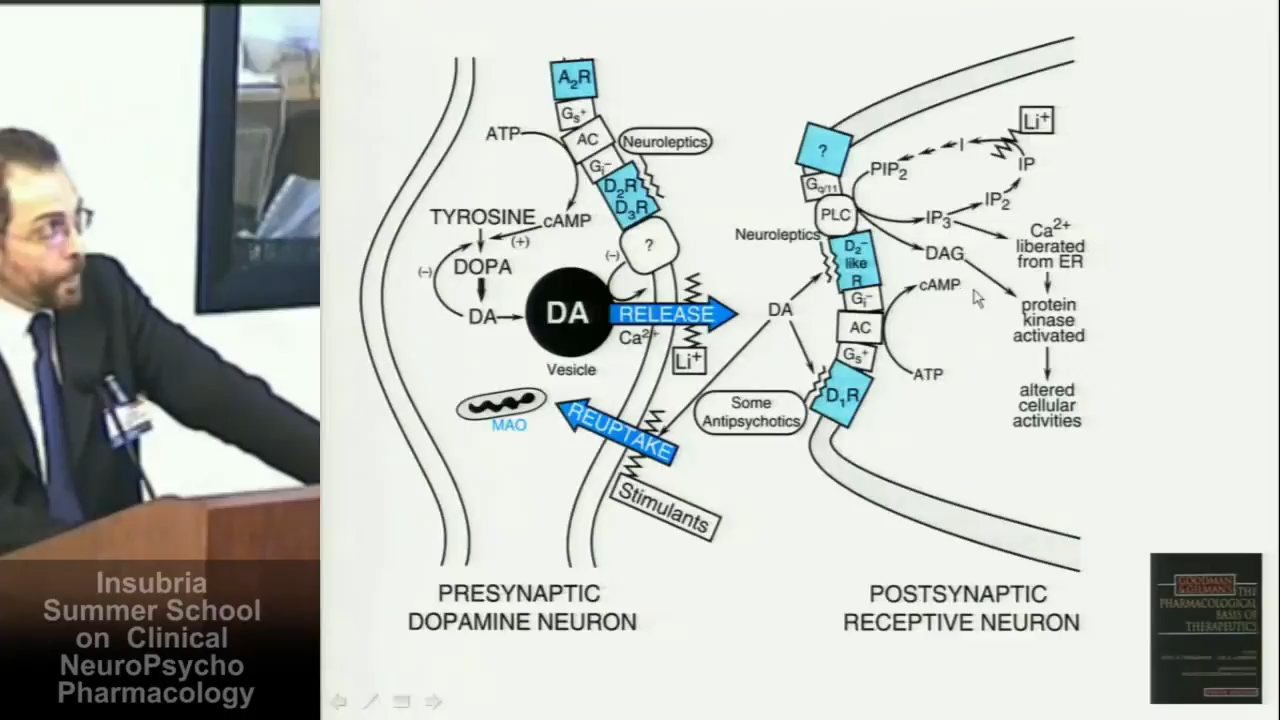 A2R
Gs+
ATP
AC
Neuroleptics
Gi–
D2R
D3R
TYROSINE
cAMP
(+)
?
(–)
DOPA
(–)
DA
DA
RELEASE
Ca2+
Li+
Vesicle
MAO
REUPTAKE
Stimulants
DA
Some
Antipsychotics
?
Gq/11
PLC
Neuroleptics
D2–
like
R
Gi–
AC
Gs+
D1R
PIP2
I
Li+
IP
IP2
IP3
DAG
cAMP
ATP
Ca2+
liberated
from ER
protein
kinase
activated
altered
cellular
activities
PRESYNAPTIC
DOPAMINE NEURON
POSTSYNAPTIC
RECEPTIVE NEURON
Insubria
Summer School
on Clinical
NeuroPsycho
Pharmacology
GOODMAN
& GILMAN'S THE
PHARMACOLOGICAL
BASIS OF
THERAPEUTICS